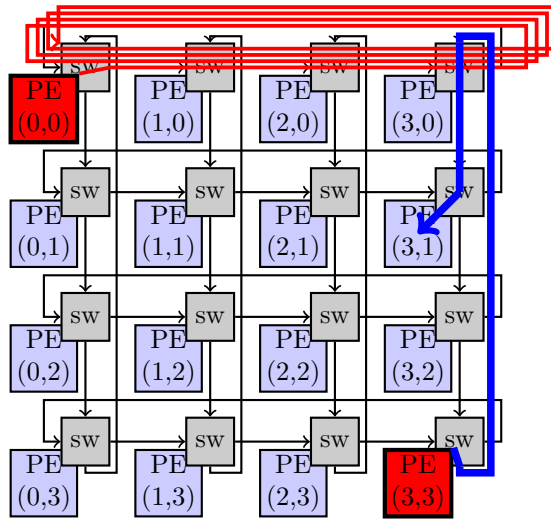 sw sw sw sw
PE PE PE PE
(0,0) (1,0) (2,0) (3,0)
sw sw sw sw
PE PE PE PE
(0,1) (1,1) (2,1) (3,1)
sw sw sw sw
PE PE PE PE
(0,2) (1,2) (2,2) (3,2)
sw sw sw sw
PE PE PE PE
(0,3) (1,3) (2,3) (3,3)